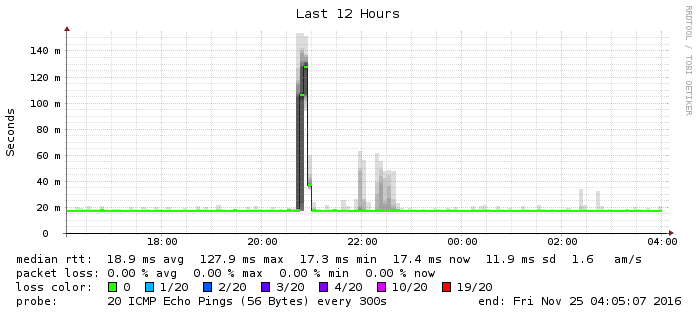 Last 12 Hours
RRDTOOL / TOBI OETIKER
Seconds
140 m
120 m
100 m
80 m
60 m
40 m
20 m
0
18:00 20:00 22:00 00:00 02:00 04:00
median rtt: 18.9 ms avg 127.9 ms max 17.3 ms min 17.4 ms now 11.9 ms sd 1.6 am/s
packet loss: 0.00 % avg 0.00 % max 0.00 % min 0.00 % now
loss color: 0 1/20 2/20 3/20 4/20 10/20 19/20
probe: 20 ICMP Echo Pings (56 Bytes) every 300s end: Fri Nov 25 04:05:07 2016